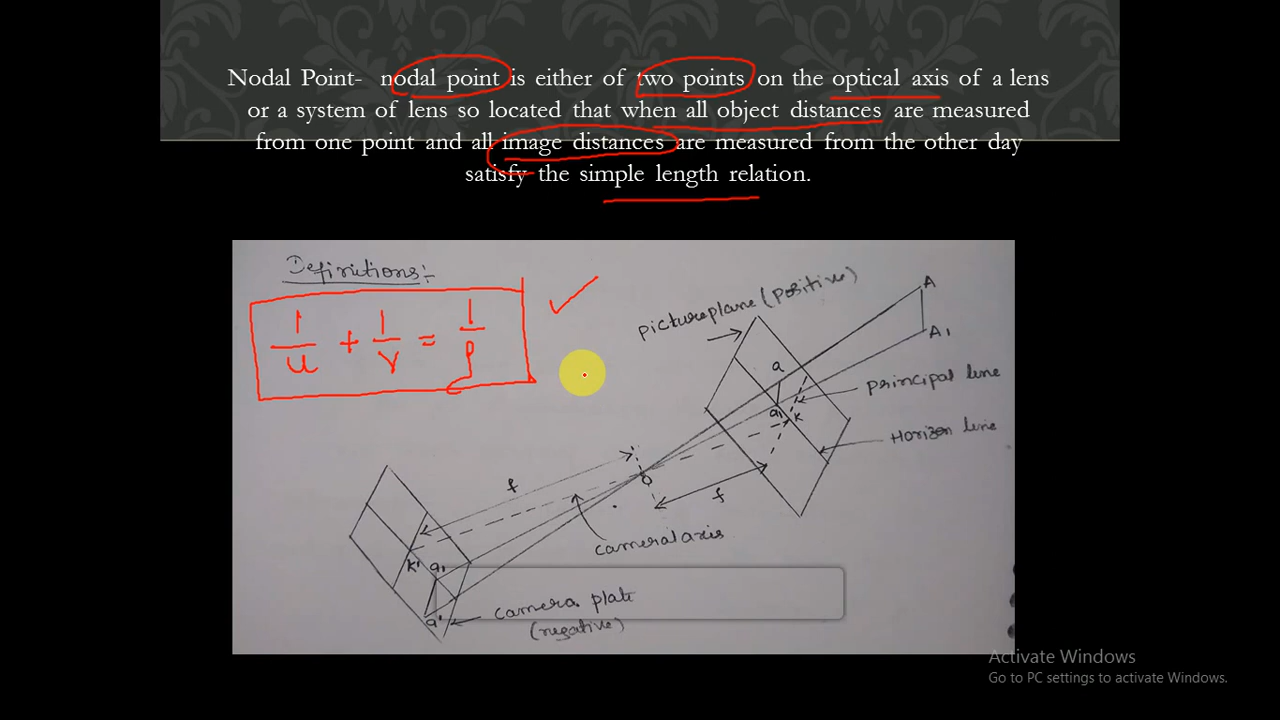 Nodal Point- nodal point is either of two points on the optical axis of a lens
or a system of lens so located that when all object distances are measured
from one point and all image distances are measured from the other day
satisfy the simple length relation.
Definitions:-
1/u + 1/v = 1/f
picture plane (positive)
A
A1
a
principal line
a1
K
Horizon line
f
O
f
cameral axis
K' a1
camera plate
a'
(negative)
Activate Windows
Go to PC settings to activate Windows.